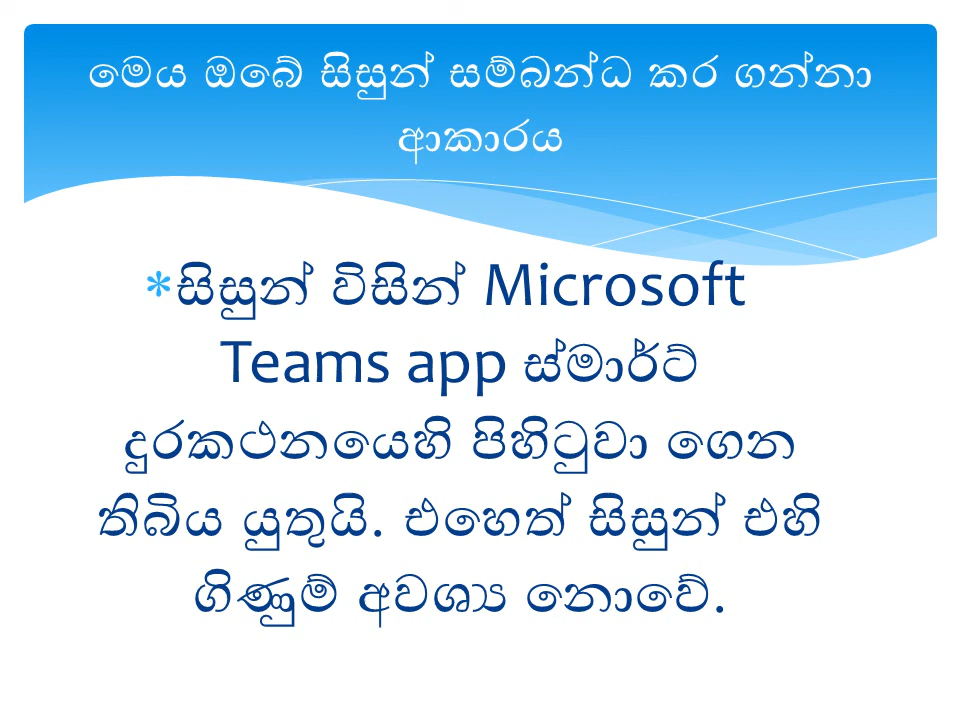 මෙය ඔබේ සිසුන් සම්බන්ධ කර ගන්නා
ආකාරය
*සිසුන් විසින් Microsoft
Teams app ස්මාර්ට්
දුරකථනයෙහි පිහිටුවා ගෙන
තිබිය යුතුයි. එහෙත් සිසුන් එහි
ගිණුම් අවශ්‍ය නොවේ.